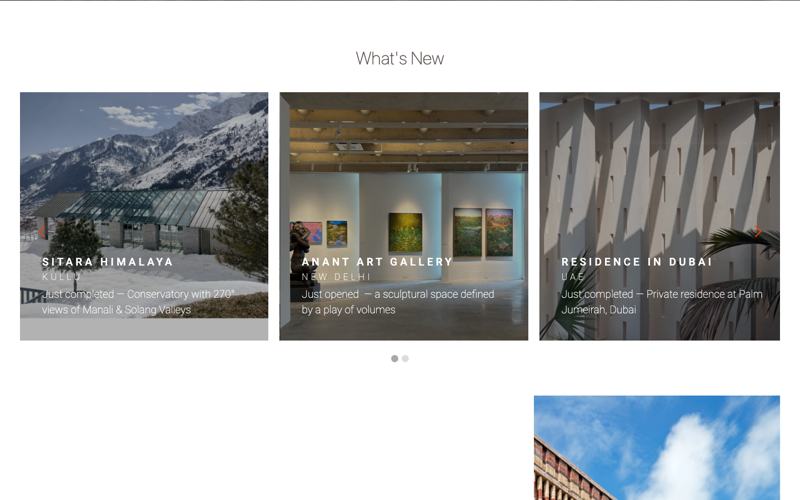 What's New
SITARA HIMALAYA
KULLU
Just completed — Conservatory with 270°
views of Manali & Solang Valleys
ANANT ART GALLERY
NEW DELHI
Just opened — a sculptural space defined
by a play of volumes
RESIDENCE IN DUBAI
UAE
Just completed — Private residence at Palm
Jumeirah, Dubai